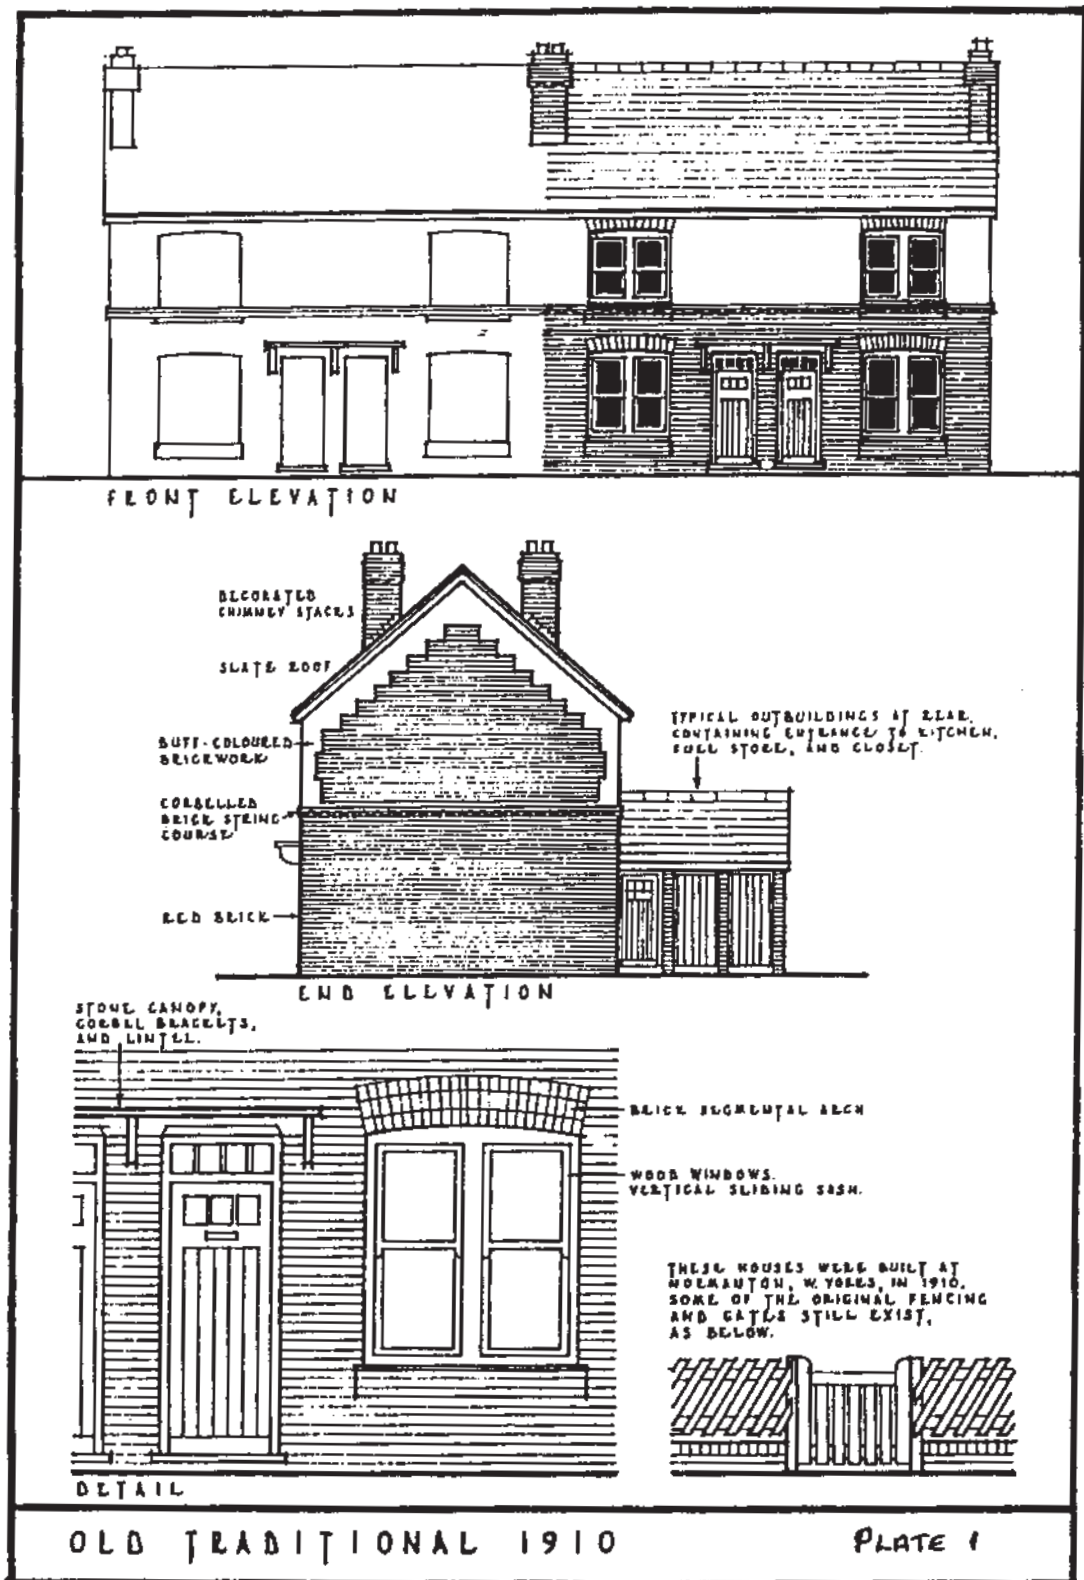 FRONT ELEVATION
DECORATED
CHIMNEY STACKS
SLATE ROOF
TYPICAL OUTBUILDINGS AT REAR,
CONTAINING ENTRANCE TO KITCHEN,
FUEL STORE, AND CLOSET.
BUFF-COLOURED
BRICKWORK
CORBELLED
BRICK STRING
COURSE
RED BRICK
END ELEVATION
STONE CANOPY,
CORBEL BRACKETS,
AND LINTEL.
BRICK SEGMENTAL ARCH
WOOD WINDOWS.
VERTICAL SLIDING SASH.
THESE HOUSES WERE BUILT AT
NORMANTON, W. YORKS, IN 1910.
SOME OF THE ORIGINAL FENCING
AND GATES STILL EXIST,
AS BELOW.
DETAIL
OLD TRADITIONAL 1910
PLATE 1